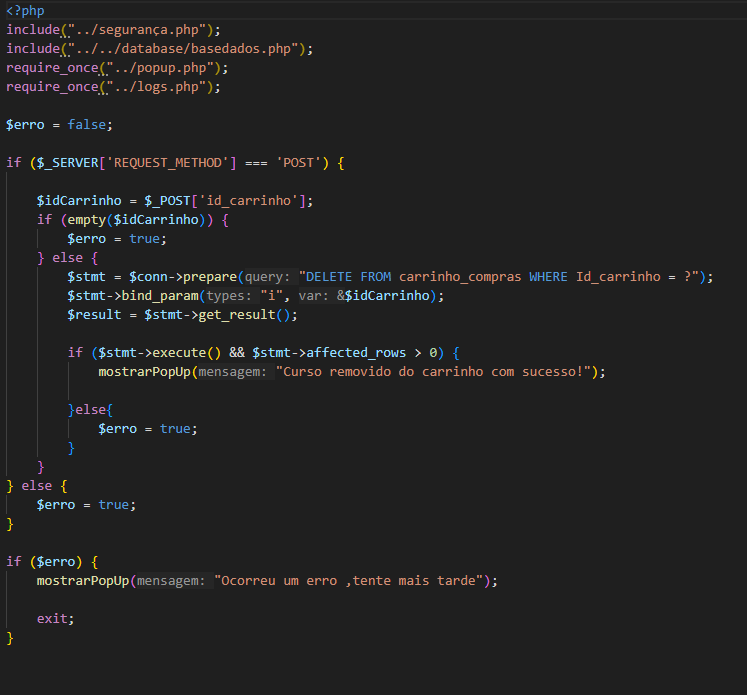 <?php
include("../segurança.php");
include("../../database/basedados.php");
require_once("../popup.php");
require_once("../logs.php");
$erro = false;
if ($_SERVER['REQUEST_METHOD'] === 'POST') {
$idCarrinho = $_POST['id_carrinho'];
if (empty($idCarrinho)) {
$erro = true;
} else {
$stmt = $conn->prepare(query: "DELETE FROM carrinho_compras WHERE Id_carrinho = ?");
$stmt->bind_param(types: "i", var: &$idCarrinho);
$result = $stmt->get_result();
if ($stmt->execute() && $stmt->affected_rows > 0) {
mostrarPopUp(mensagem: "Curso removido do carrinho com sucesso!");
}else{
$erro = true;
}
}
} else {
$erro = true;
}
if ($erro) {
mostrarPopUp(mensagem: "Ocorreu um erro ,tente mais tarde");
exit;
}